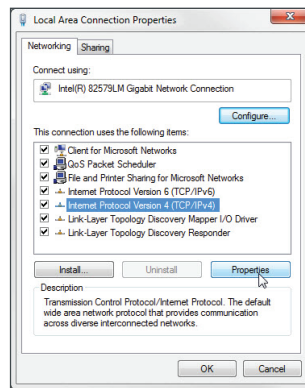 Local Area Connection Properties
Networking
Sharing
Connect using:
Intel(R) 82579LM Gigabit Network Connection
Configure...
This connection uses the following items:
Client for Microsoft Networks
QoS Packet Scheduler
File and Printer Sharing for Microsoft Networks
Internet Protocol Version 6 (TCP/IPv6)
Internet Protocol Version 4 (TCP/IPv4)
Link-Layer Topology Discovery Mapper I/O Driver
Link-Layer Topology Discovery Responder
Install...
Uninstall
Properties
Description
Transmission Control Protocol/Internet Protocol. The default
wide area network protocol that provides communication
across diverse interconnected networks.
OK
Cancel